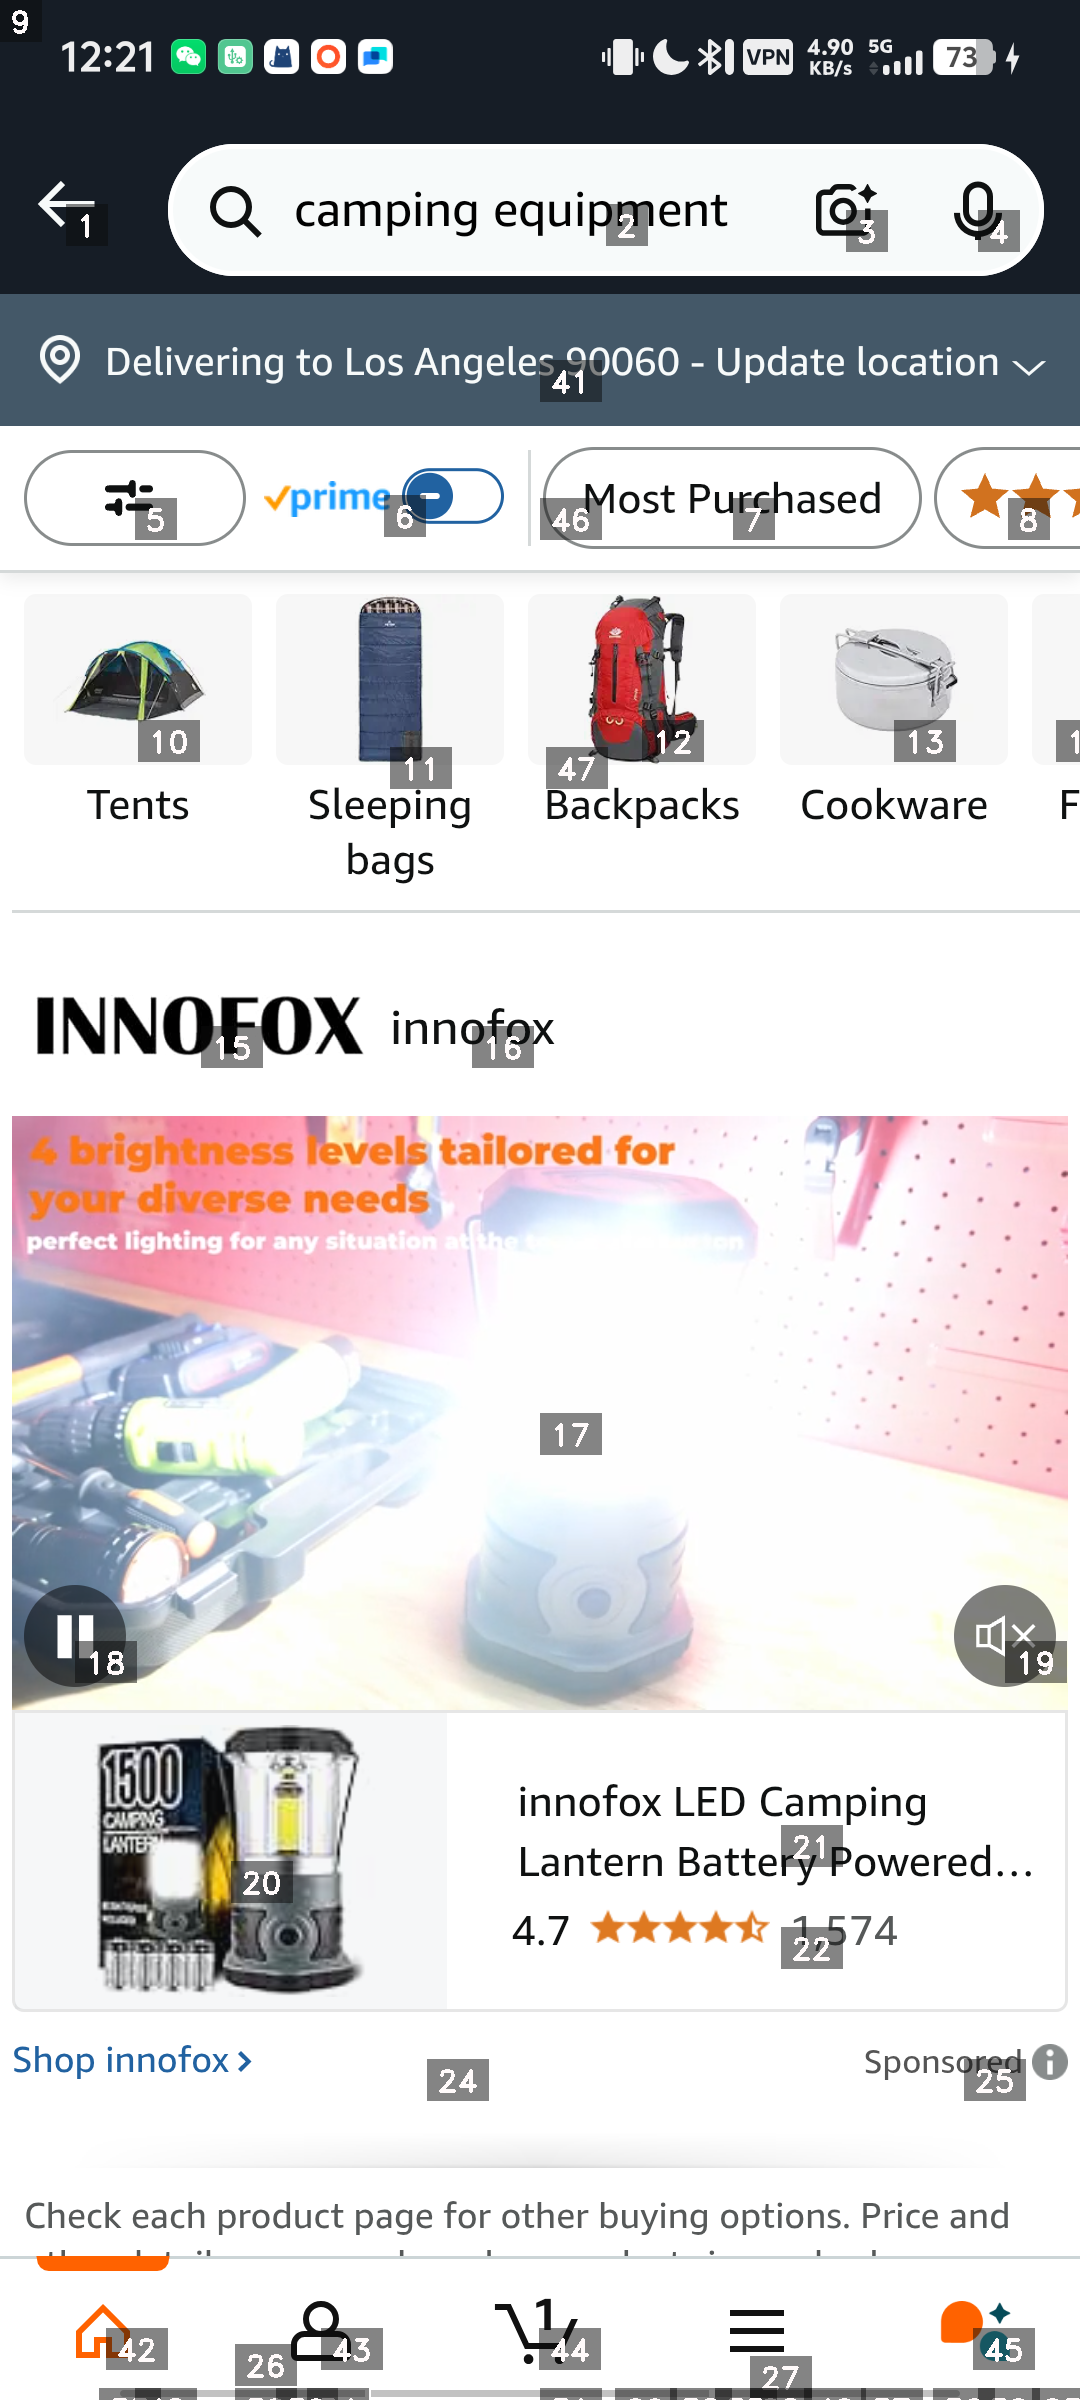 9
12:21
VPN
4.90
KB/s
5G
73
1
camping equipment
2
3
4
Delivering to Los Angeles 90060 - Update location
41
5
prime
6
46
Most Purchased
7
8
10
11
47
12
13
Tents
Sleeping
bags
Backpacks
Cookware
F
INNOFOX
15
innofox
16
4 brightness levels tailored for
your diverse needs
perfect lighting for any situation at the
17
18
19
1500
CAMPING
LANTERN
20
innofox LED Camping
21
Lantern Battery Powered...
4.7
1,574
22
Shop innofox
24
Sponsored
25
Check each product page for other buying options. Price and
1
42
26
43
44
27
45